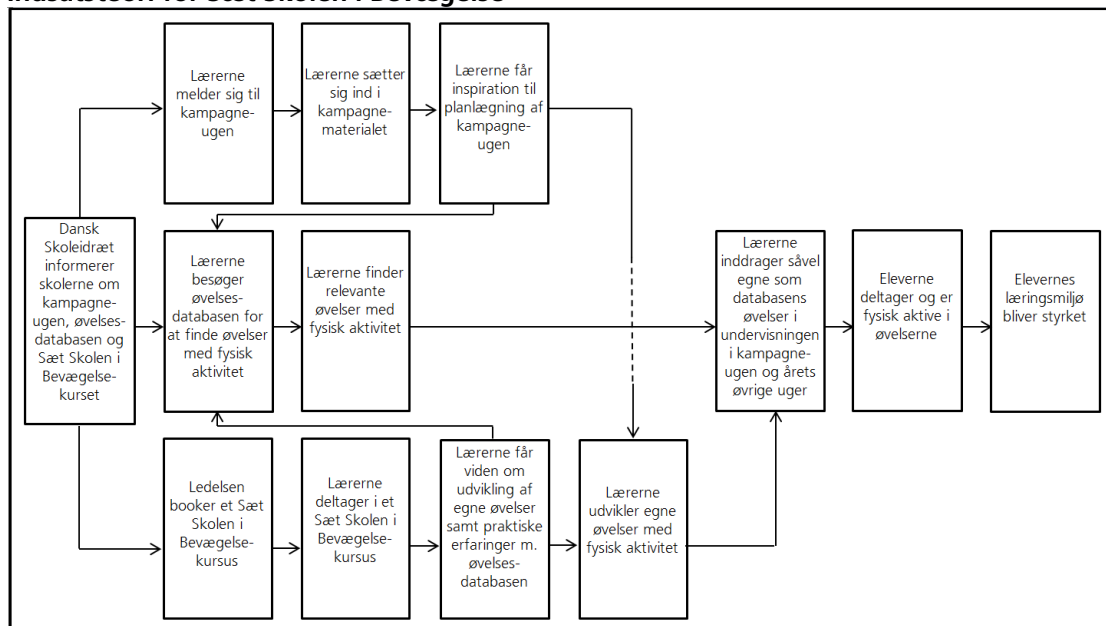 Indsatsteori for Sæt Skolen i Bevægelse
Lærerne
melder sig til
kampagne-
ugen
Lærerne sætter
sig ind i
kampagne-
materialet
Lærerne får
inspiration til
planlægning af
kampagne-
ugen
Dansk
Skoleidræt
informerer
skolerne om
kampagne-
ugen, øvelses-
databasen og
Sæt Skolen i
Bevægelse-
kurset
Lærerne
besøger
øvelses-
databasen for
at finde øvelser
med fysisk
aktivitet
Lærerne finder
relevante
øvelser med
fysisk aktivitet
Lærerne
inddrager såvel
egne som
databasens
øvelser i
undervisningen
i kampagne-
ugen og årets
øvrige uger
Eleverne
deltager og er
fysisk aktive i
øvelserne
Elevernes
læringsmiljø
bliver styrket
Ledelsen
booker et Sæt
Skolen i
Bevægelse-
kursus
Lærerne
deltager i et
Sæt Skolen i
Bevægelse-
kursus
Lærerne får
viden om
udvikling af
egne øvelser
samt praktiske
erfaringer m.
øvelses-
databasen
Lærerne
udvikler egne
øvelser med
fysisk aktivitet